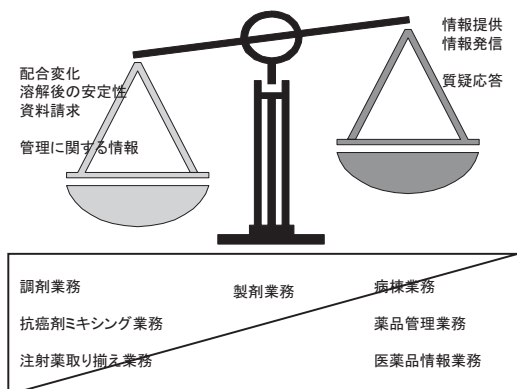 配合変化
溶解後の安定性
資料請求
管理に関する情報
情報提供
情報発信
質疑応答
調剤業務
製剤業務
病棟業務
抗癌剤ミキシング業務
薬品管理業務
注射薬取り揃え業務
医薬品情報業務